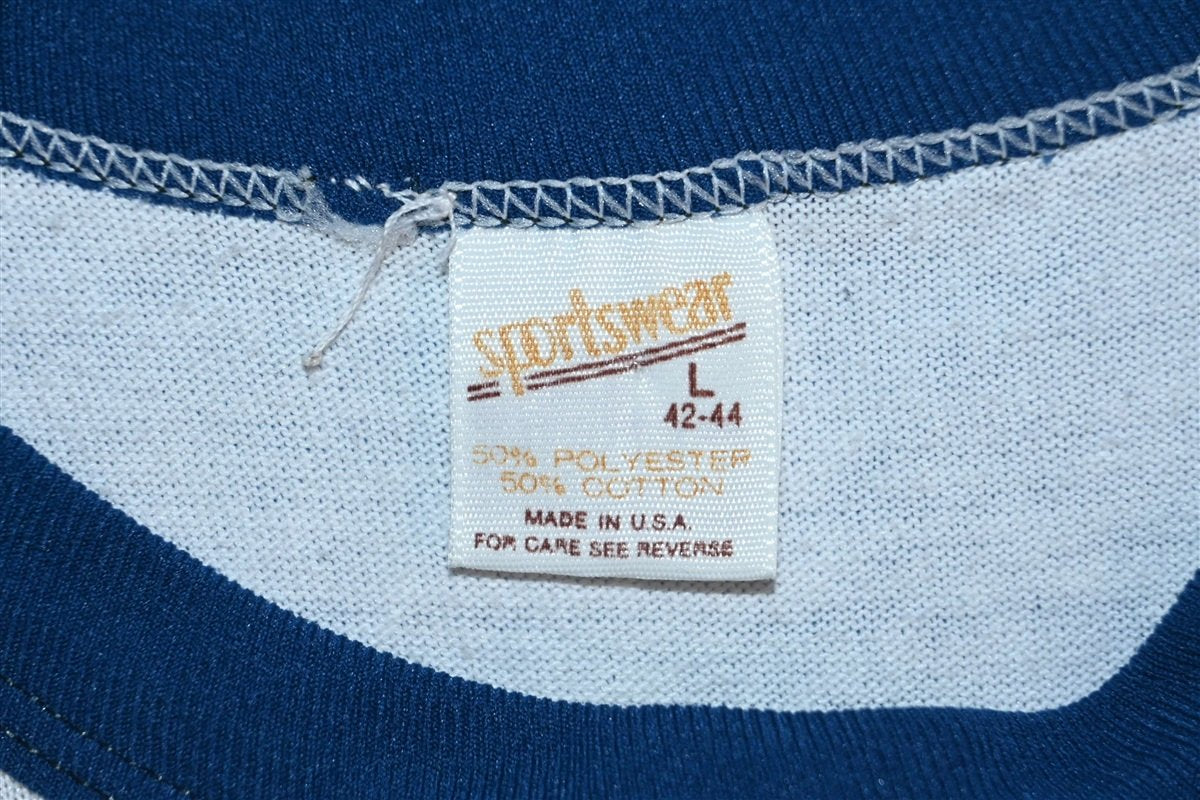 sportswear
L
42-44
50% POLYESTER
50% COTTON
MADE IN U.S.A.
FOR CARE SEE REVERSE